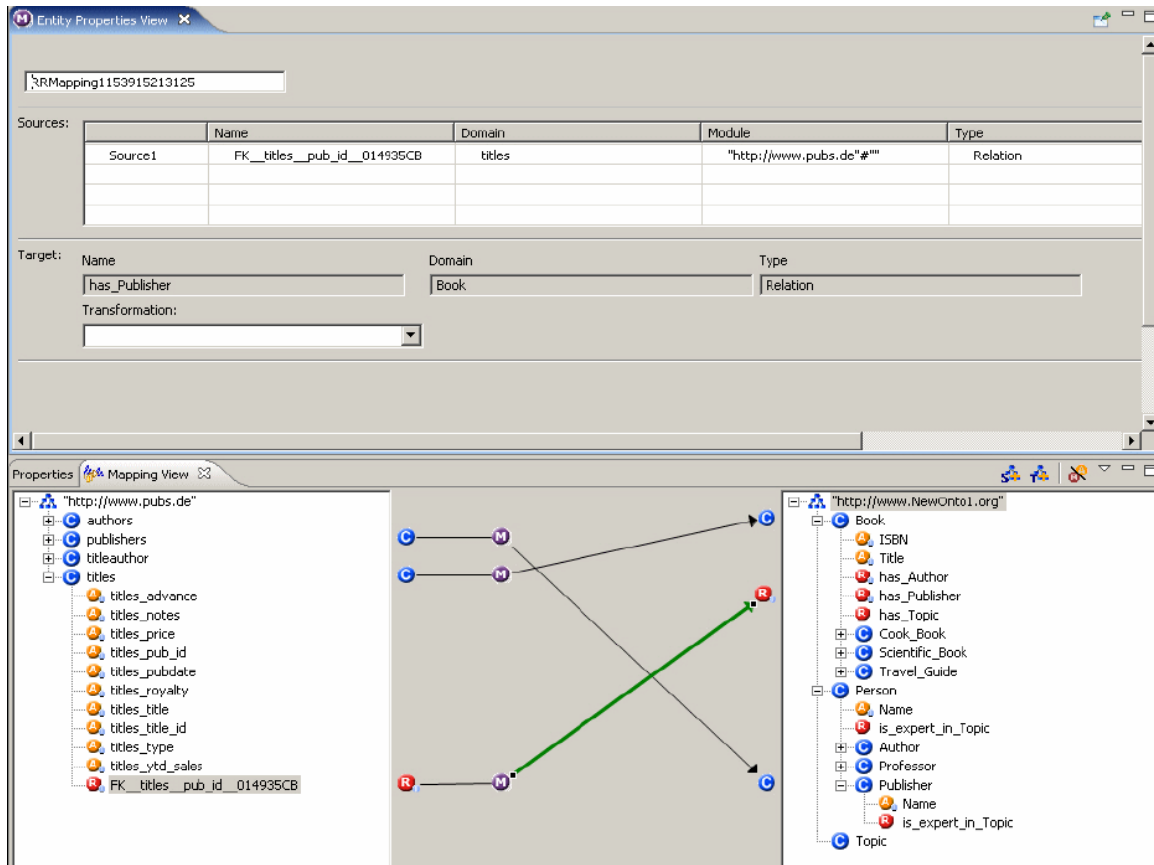 Entity Properties View
RRMapping1153915213125
Sources:
Name Domain Module Type
Source1 FK__titles__pub_id__014935CB titles "http://www.pubs.de"#"" Relation
Target:
Name Domain Type
has_Publisher Book Relation
Transformation:
Properties Mapping View
"http://www.pubs.de"
authors
publishers
titleauthor
titles
titles_advance
titles_notes
titles_price
titles_pub_id
titles_pubdate
titles_royalty
titles_title
titles_title_id
titles_type
titles_ytd_sales
FK__titles__pub_id__014935CB
C M C
C M
R M R
C
"http://www.NewOnto1.org"
Book
ISBN
Title
has_Author
has_Publisher
has_Topic
Cook_Book
Scientific_Book
Travel_Guide
Person
Name
is_expert_in_Topic
Author
Professor
Publisher
Name
is_expert_in_Topic
Topic